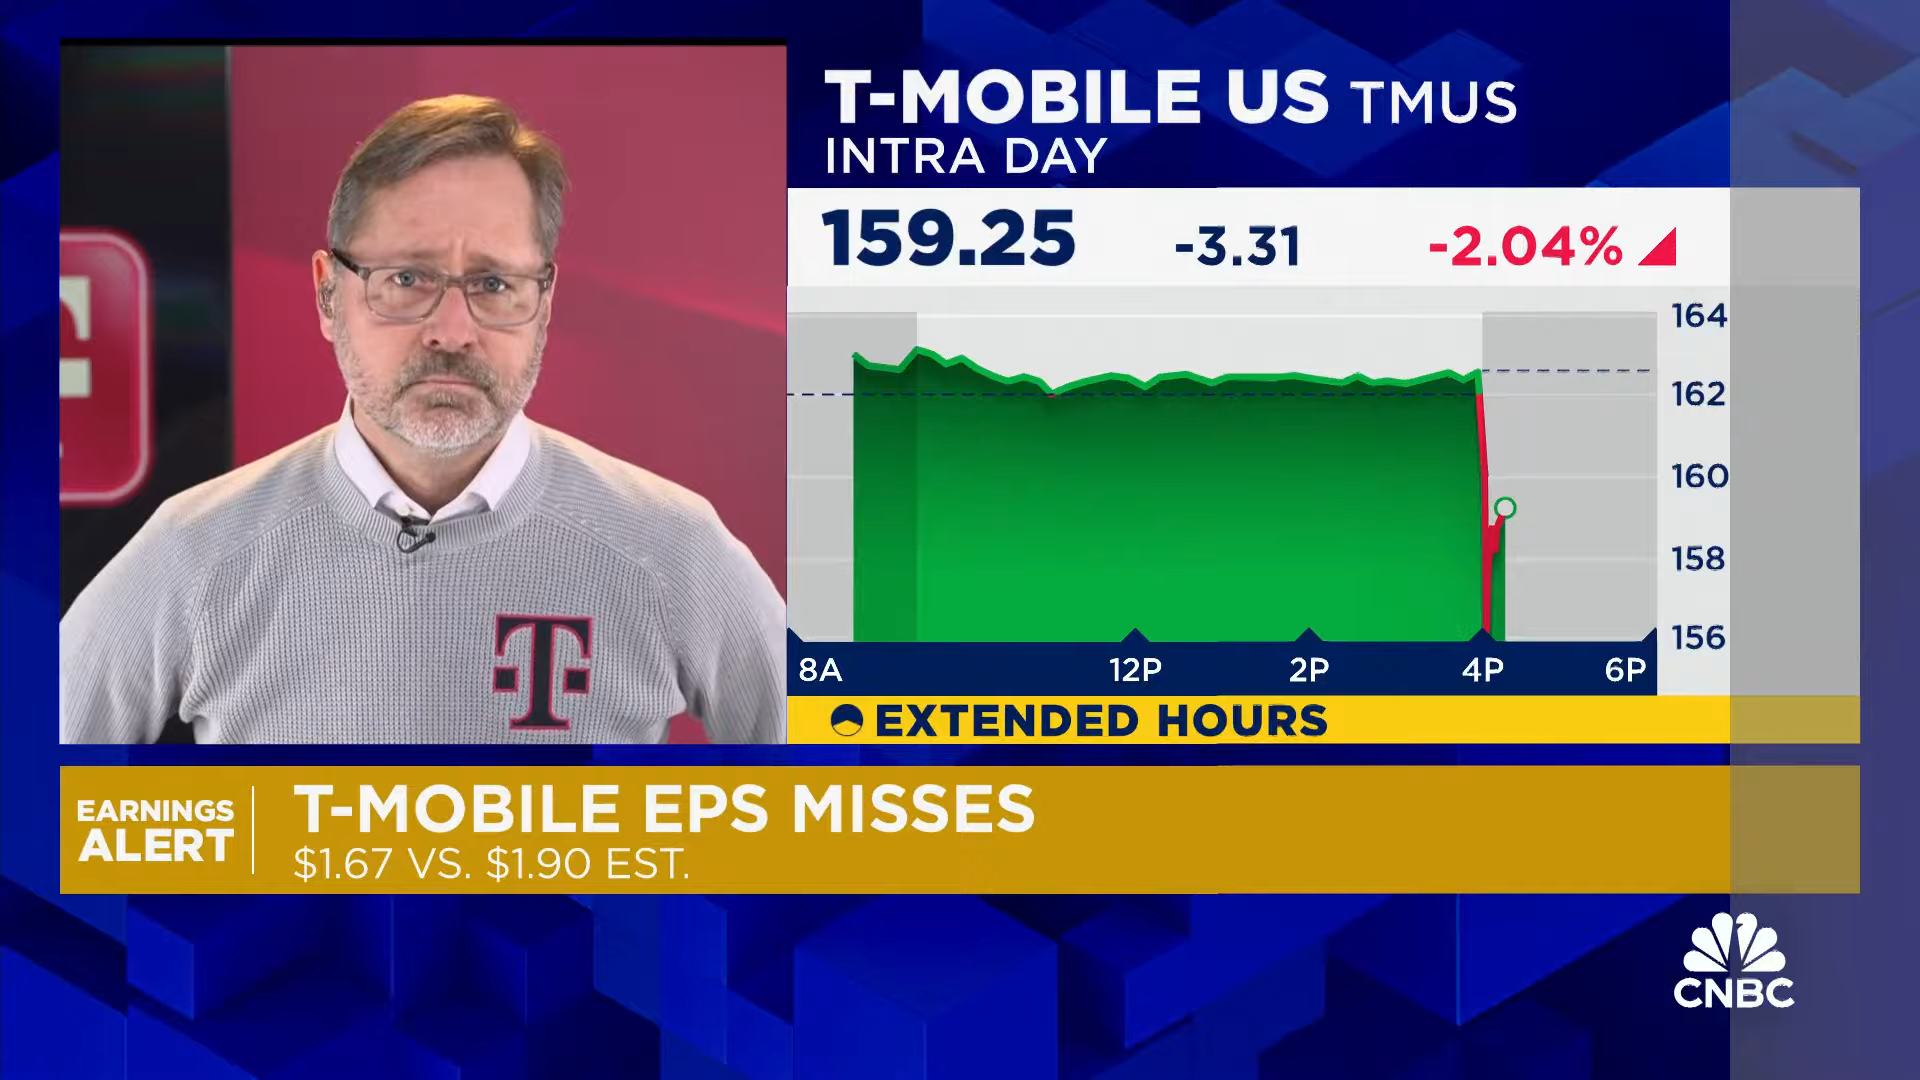 T-MOBILE US TMUS
INTRA DAY
159.25 -3.31 -2.04%
164
162
160
158
156
8A 12P 2P 4P 6P
EXTENDED HOURS
T
EARNINGS
ALERT
T-MOBILE EPS MISSES
$1.67 VS. $1.90 EST.
CNBC